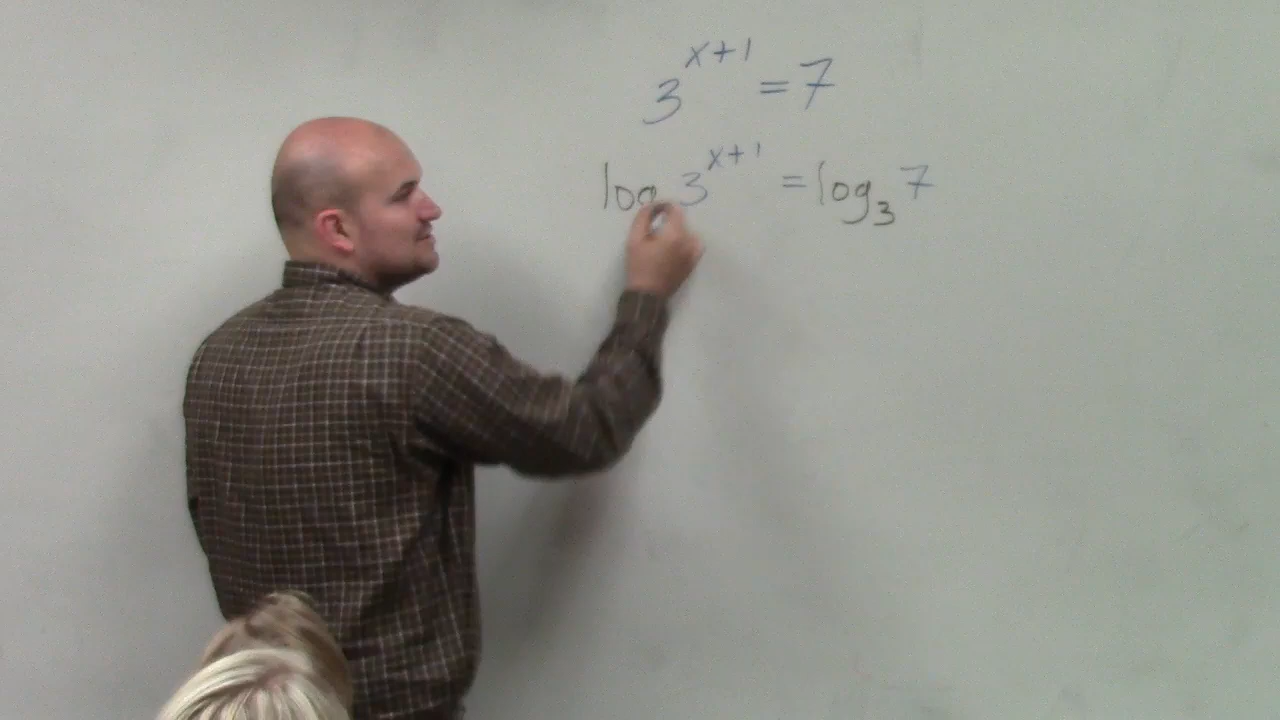 3^{x+1} = 7
log 3^{x+1} = log_3 7